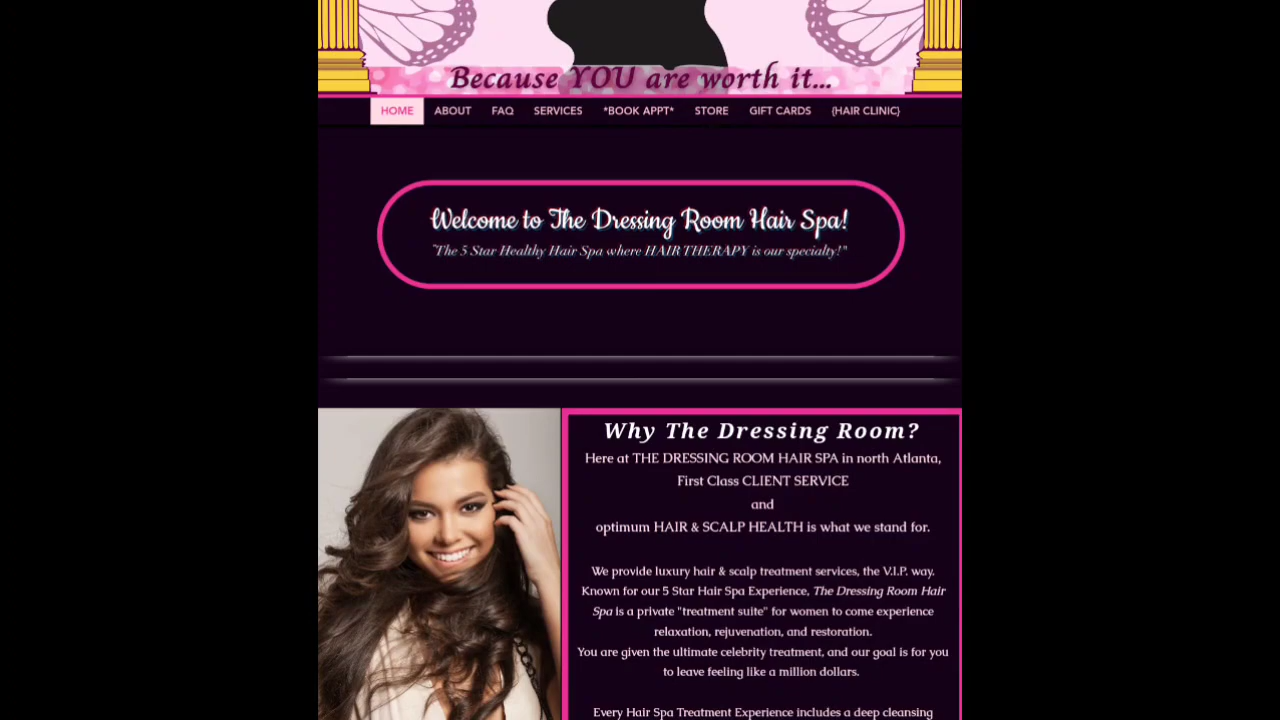 Because YOU are worth it...
HOME ABOUT FAQ SERVICES *BOOK APPT* STORE GIFT CARDS {HAIR CLINIC}
Welcome to The Dressing Room Hair Spa!
"The 5 Star Healthy Hair Spa where HAIR THERAPY is our specialty!"
Why The Dressing Room?
Here at THE DRESSING ROOM HAIR SPA in north Atlanta,
First Class CLIENT SERVICE
and
optimum HAIR & SCALP HEALTH is what we stand for.
We provide luxury hair & scalp treatment services, the V.I.P. way.
Known for our 5 Star Hair Spa Experience, The Dressing Room Hair
Spa is a private "treatment suite" for women to come experience
relaxation, rejuvenation, and restoration.
You are given the ultimate celebrity treatment, and our goal is for you
to leave feeling like a million dollars.
Every Hair Spa Treatment Experience includes a deep cleansing